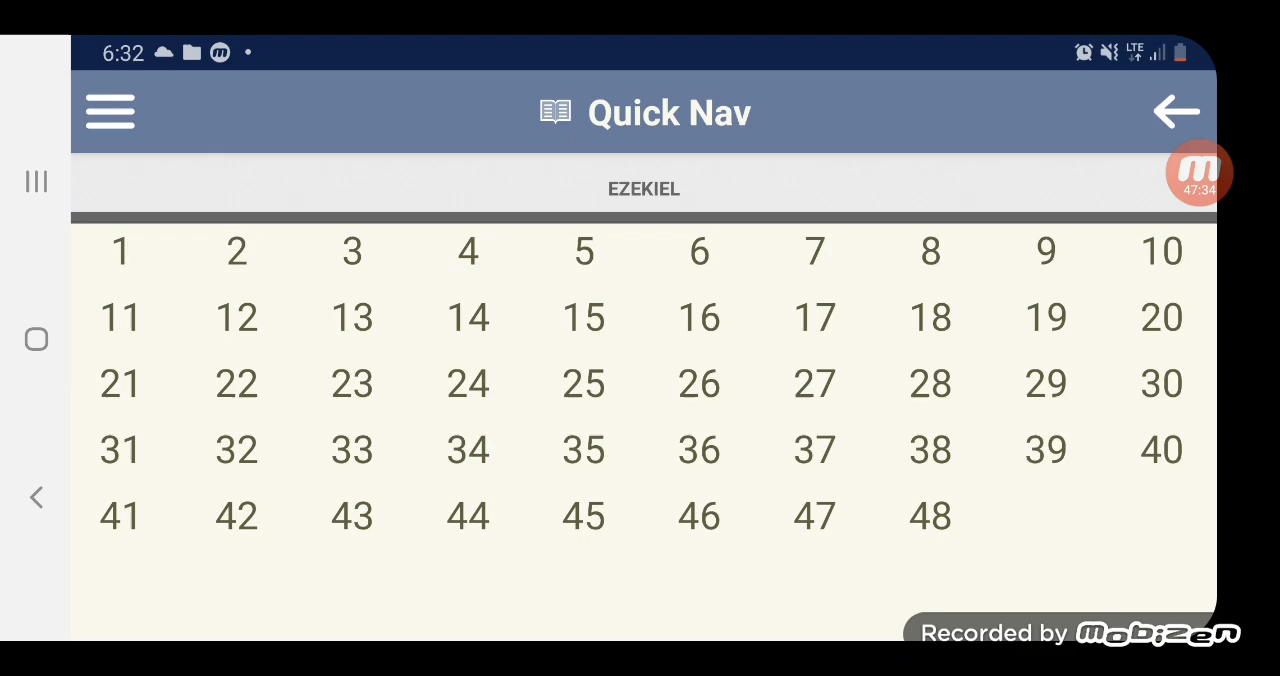 6:32 LTE
Quick Nav
47:34
EZEKIEL
1 2 3 4 5 6 7 8 9 10
11 12 13 14 15 16 17 18 19 20
21 22 23 24 25 26 27 28 29 30
31 32 33 34 35 36 37 38 39 40
41 42 43 44 45 46 47 48
Recorded by mobizen